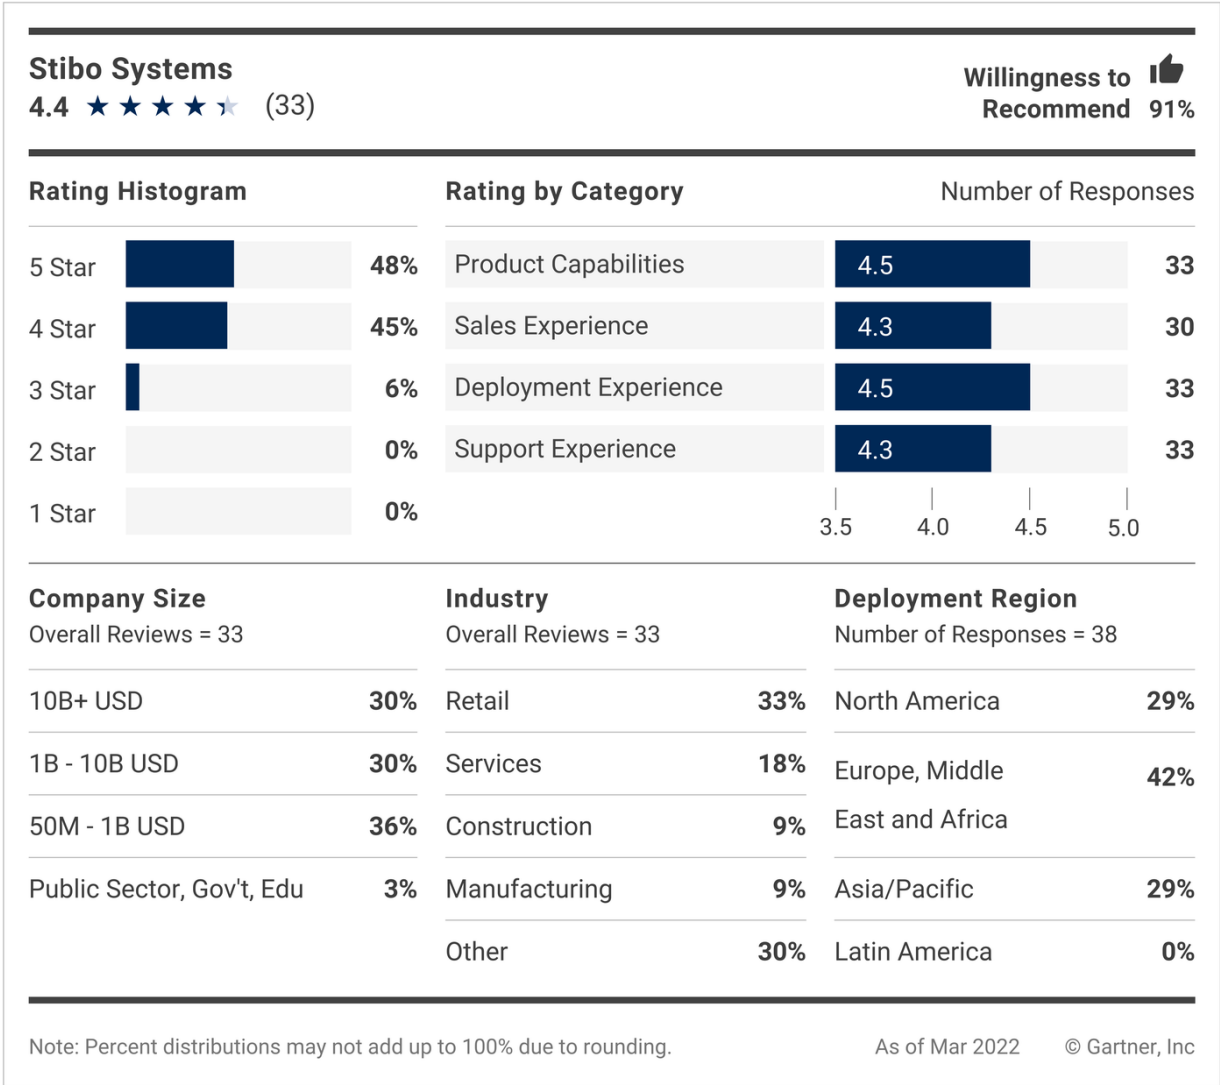 Stibo Systems
4.4 (33)
Willingness to
Recommend 91%
Rating Histogram
5 Star 48%
4 Star 45%
3 Star 6%
2 Star 0%
1 Star 0%
Rating by Category Number of Responses
Product Capabilities 4.5 33
Sales Experience 4.3 30
Deployment Experience 4.5 33
Support Experience 4.3 33
3.5 4.0 4.5 5.0
Company Size
Overall Reviews = 33
10B+ USD 30%
1B - 10B USD 30%
50M - 1B USD 36%
Public Sector, Gov't, Edu 3%
Industry
Overall Reviews = 33
Retail 33%
Services 18%
Construction 9%
Manufacturing 9%
Other 30%
Deployment Region
Number of Responses = 38
North America 29%
Europe, Middle 42%
East and Africa
Asia/Pacific 29%
Latin America 0%
Note: Percent distributions may not add up to 100% due to rounding. As of Mar 2022 © Gartner, Inc